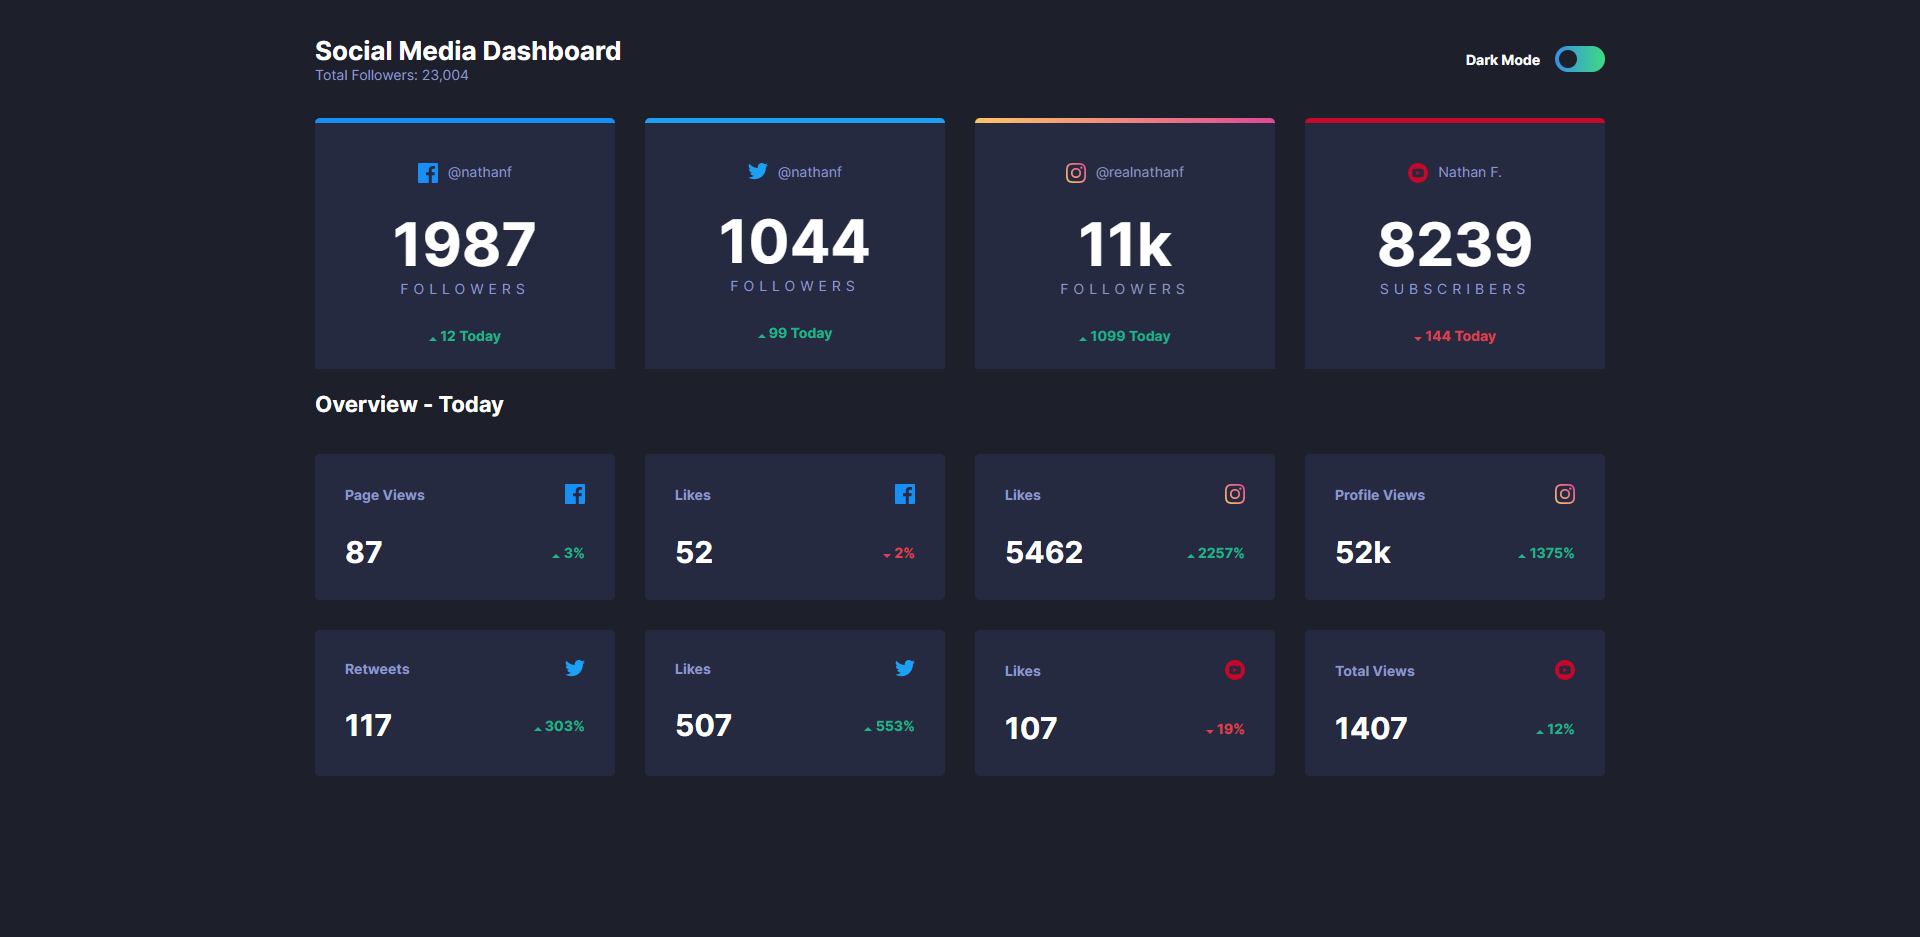 Social Media Dashboard
Total Followers: 23,004
Dark Mode
@nathanf
1987
FOLLOWERS
12 Today
@nathanf
1044
FOLLOWERS
99 Today
@realnathanf
11k
FOLLOWERS
1099 Today
Nathan F.
8239
SUBSCRIBERS
144 Today
Overview - Today
Page Views
87
3%
Likes
52
2%
Likes
5462
2257%
Profile Views
52k
1375%
Retweets
117
303%
Likes
507
553%
Likes
107
19%
Total Views
1407
12%